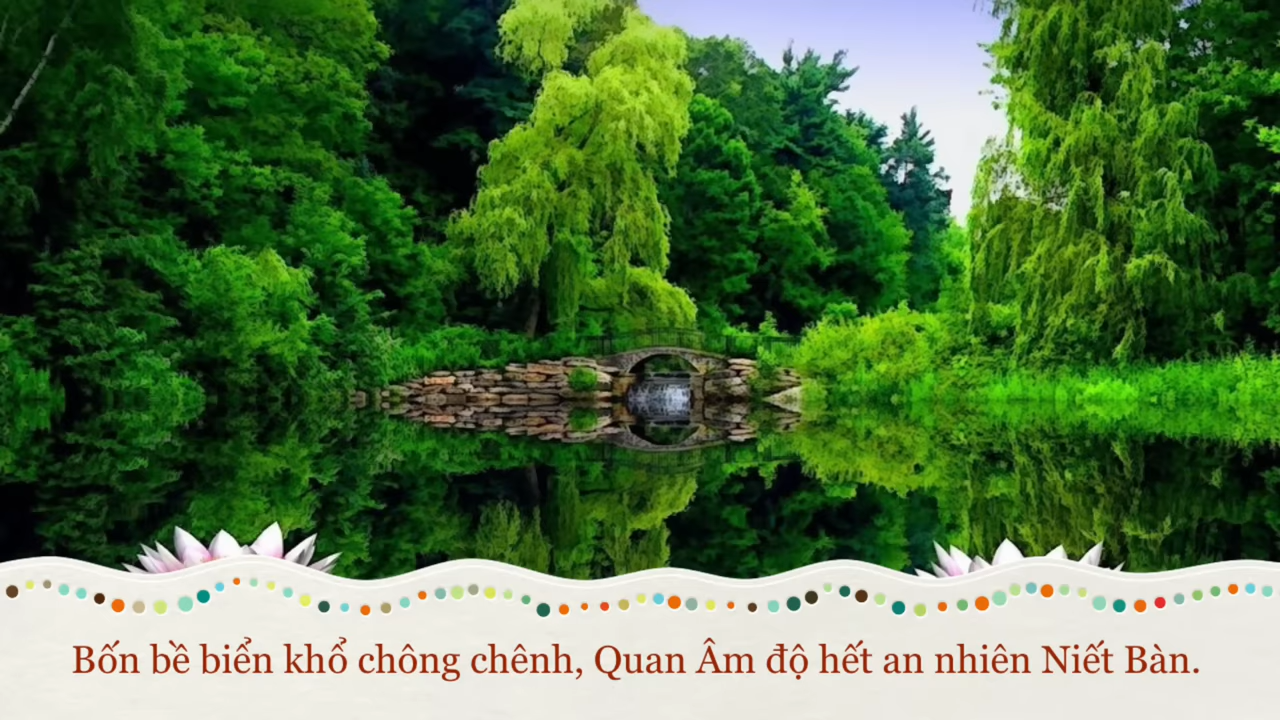 Bốn bề biển khổ chông chênh, Quan Âm độ hết an nhiên Niết Bàn.